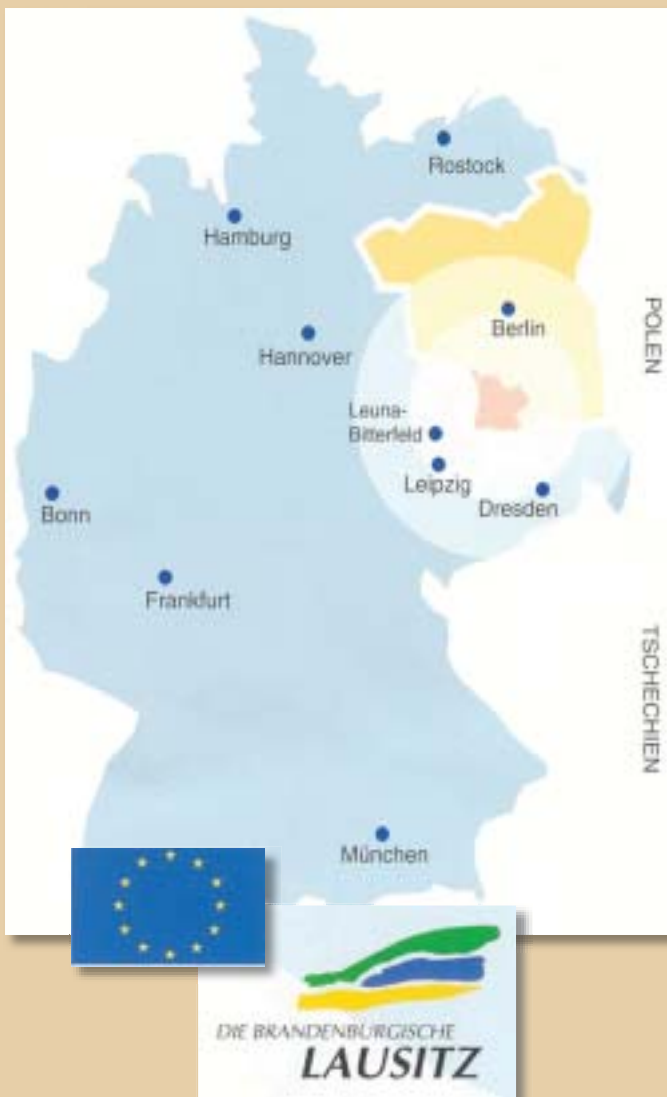 Rostock
Hamburg
POLEN
Berlin
Hannover
Leuna-
Bitterfeld
Leipzig
Dresden
Bonn
Frankfurt
TSCHECHIEN
München
DIE BRANDENBURGISCHE
LAUSITZ